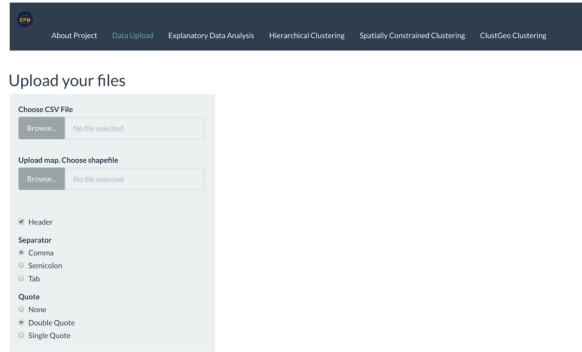 DPM
About Project Data Upload Explanatory Data Analysis Hierarchical Clustering Spatially Constrained Clustering ClustGeo Clustering
Upload your files
Choose CSV File
Browse... No file selected
Upload map. Choose shapefile
Browse... No file selected
Header
Separator
Comma
Semicolon
Tab
Quote
None
Double Quote
Single Quote